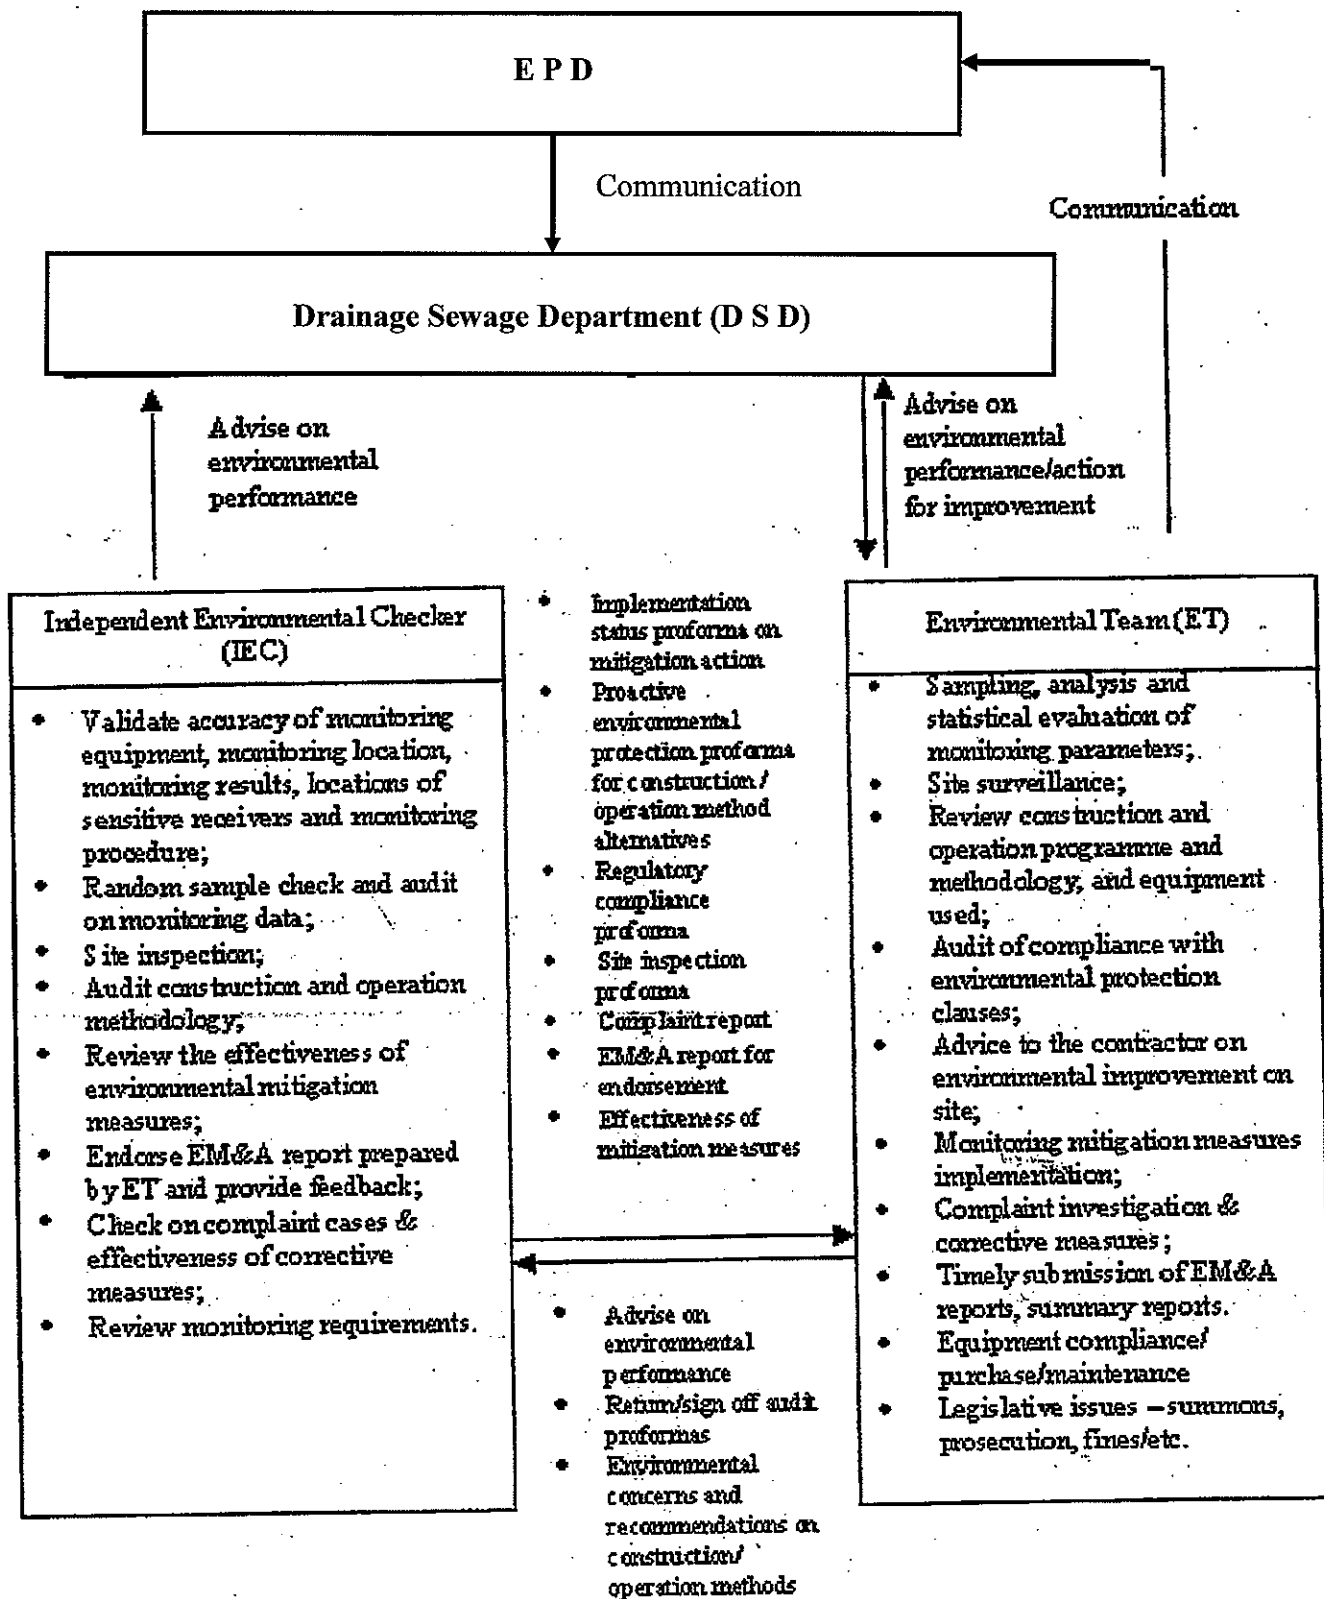 E P D
Communication
Communication
Drainage Sewage Department (D S D)
Advise on
environmental
performance
Advise on
environmental
performance/action
for improvement
Independent Environmental Checker
(IEC)
• Validate accuracy of monitoring
equipment, monitoring location,
monitoring results, locations of
sensitive receivers and monitoring
procedure;
• Random sample check and audit
on monitoring data;
• Site inspection;
• Audit construction and operation
methodology;
• Review the effectiveness of
environmental mitigation
measures;
• Endorse EM&A report prepared
by ET and provide feedback;
• Check on complaint cases &
effectiveness of corrective
measures;
• Review monitoring requirements.
• Implementation
status proforma on
mitigation action
• Proactive
environmental
protection proforma
for construction/
operation method
alternatives
• Regulatory
compliance
proforma
• Site inspection
proforma
• Complaint report
• EM&A report for
endorsement
• Effectiveness of
mitigation measures
• Advise on
environmental
performance
• Return/sign off audit
proformas
• Environmental
concerns and
recommendations on
construction/
operation methods
Environmental Team (ET)
• Sampling, analysis and
statistical evaluation of
monitoring parameters;
• Site surveillance;
• Review construction and
operation programme and
methodology, and equipment
used;
• Audit of compliance with
environmental protection
clauses;
• Advice to the contractor on
environmental improvement on
site;
• Monitoring mitigation measures
implementation;
• Complaint investigation &
corrective measures;
• Timely submission of EM&A
reports, summary reports.
• Equipment compliance/
purchase/maintenance
• Legislative issues – summons,
prosecution, fines/etc.